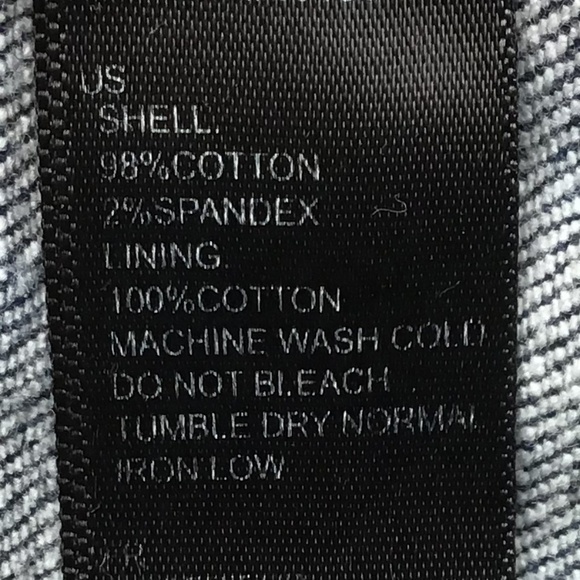 US
SHELL.
98%COTTON
2%SPANDEX
LINING.
100%COTTON
MACHINE WASH COLD
DO NOT BLEACH
TUMBLE DRY NORMAL
IRON LOW